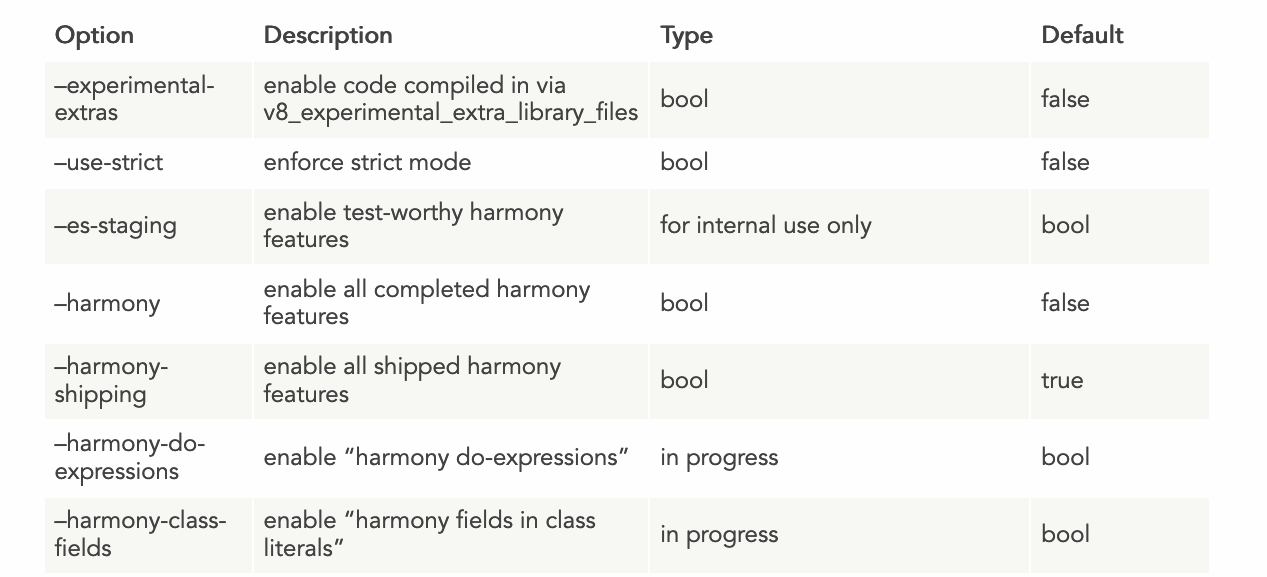 Option Description Type Default
–experimental-
extras
enable code compiled in via
v8_experimental_extra_library_files
bool
false
–use-strict
enforce strict mode
bool
false
–es-staging
enable test-worthy harmony
features
for internal use only
bool
–harmony
enable all completed harmony
features
bool
false
–harmony-
shipping
enable all shipped harmony
features
bool
true
–harmony-do-
expressions
enable “harmony do-expressions”
in progress
bool
–harmony-class-
fields
enable “harmony fields in class
literals”
in progress
bool